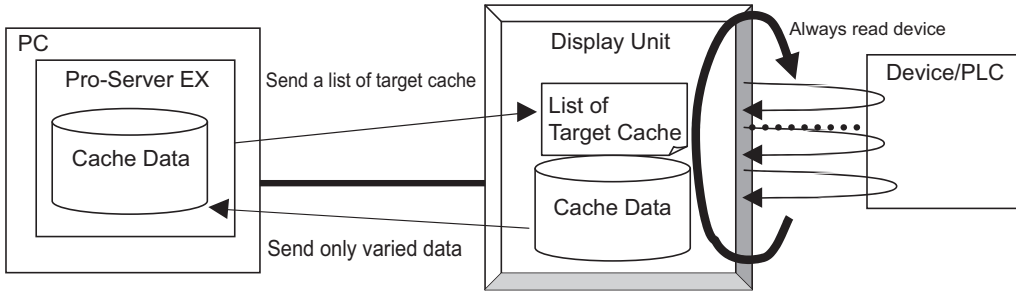 PC
Pro-Server EX
Cache Data
Send a list of target cache
Send only varied data
Display Unit
List of
Target Cache
Cache Data
Always read device
Device/PLC